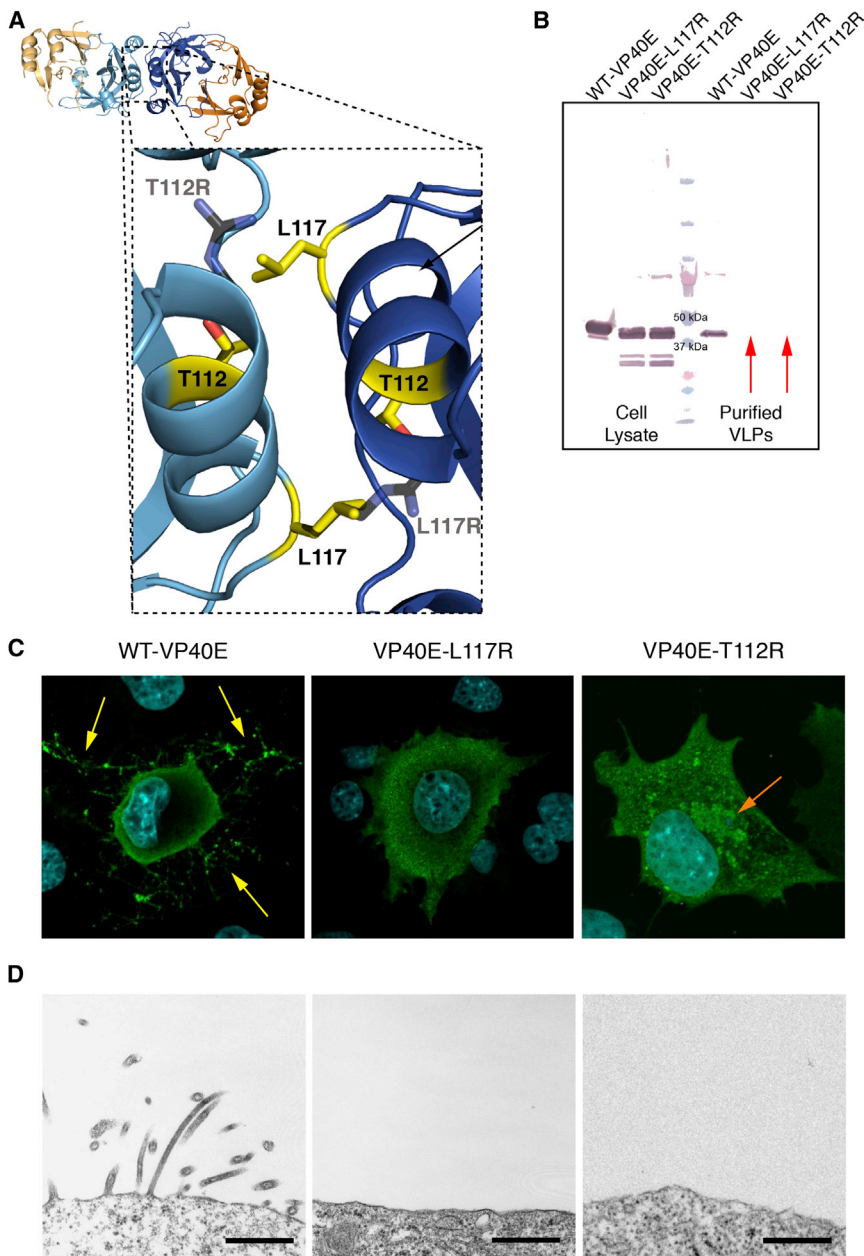 A
T112R
L117
T112
T112
L117R
L117
B
WT-VP40E
VP40E-L117R
VP40E-T112R
WT-VP40E
VP40E-L117R
VP40E-T112R
50 kDa
37 kDa
Cell
Lysate
Purified
VLPs
C
WT-VP40E
VP40E-L117R
VP40E-T112R
D